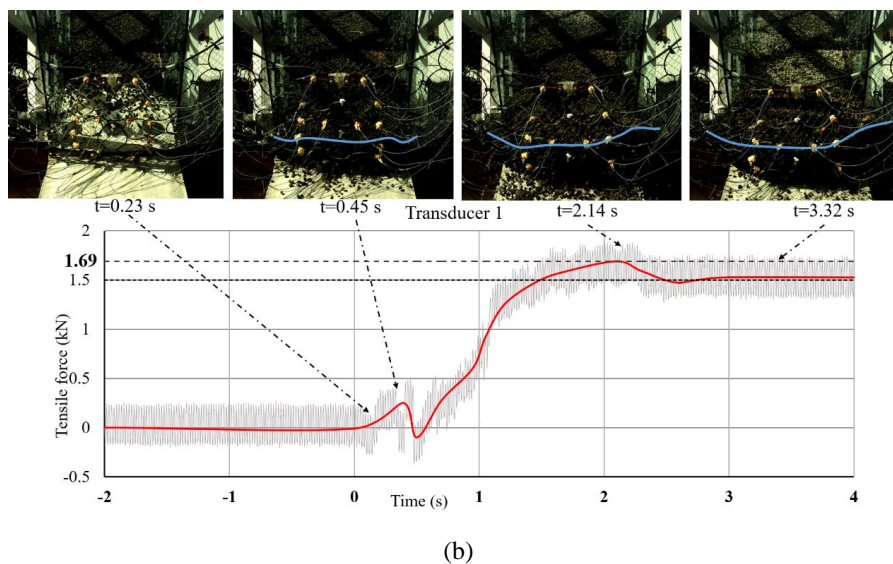 t=0.23 s
t=0.45 s
Transducer 1
t=2.14 s
t=3.32 s
2
1.69
1.5
1
0.5
0
-0.5
Tensile force (kN)
-2
-1
0
1
2
3
4
Time (s)
(b)